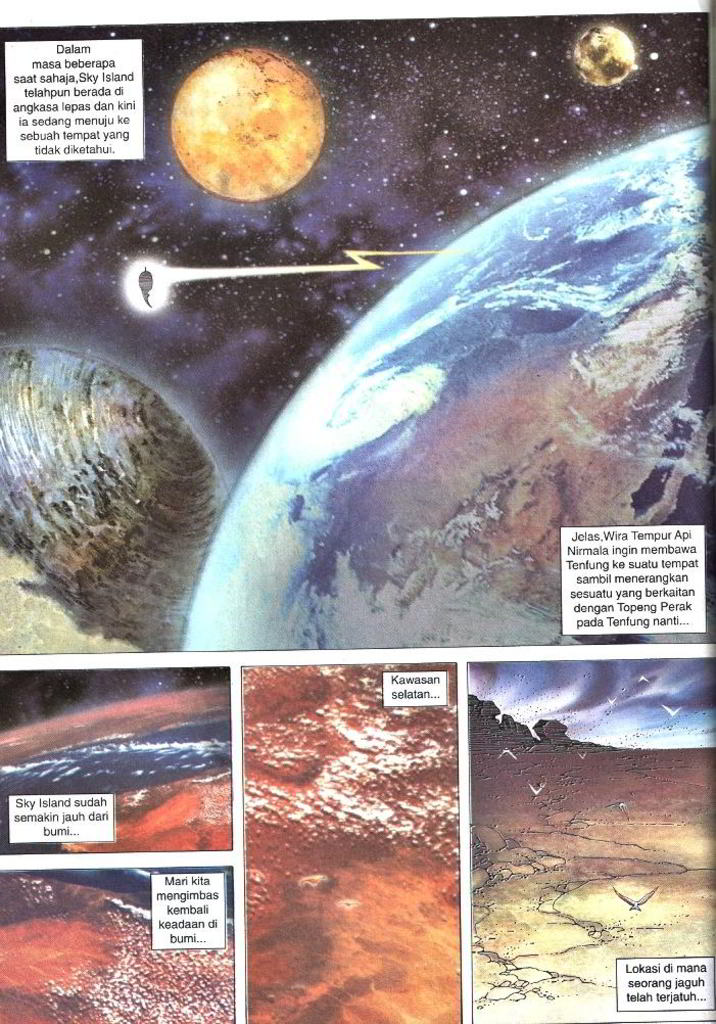 Dalam
masa beberapa
saat sahaja,Sky Island
telahpun berada di
angkasa lepas dan kini
ia sedang menuju ke
sebuah tempat yang
tidak diketahui.
Jelas,Wira Tempur Api
Nirmala ingin membawa
Tenfung ke suatu tempat
sambil menerangkan
sesuatu yang berkaitan
dengan Topeng Perak
pada Tenfung nanti...
Sky Island sudah
semakin jauh dari
bumi...
Mari kita
mengimbas
kembali
keadaan di
bumi...
Kawasan
selatan...
Lokasi di mana
seorang jaguh
telah terjatuh...